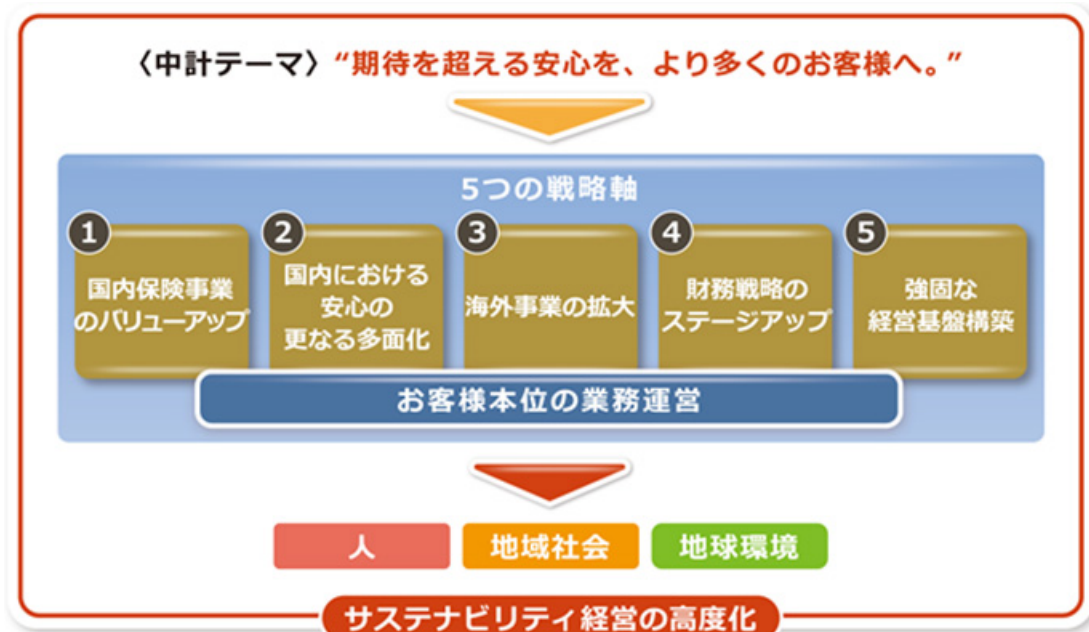 〈中計テーマ〉“期待を超える安心を、より多くのお客様へ。”
5つの戦略軸
1
国内保険事業
のバリューアップ
2
国内における
安心の
更なる多面化
3
海外事業の拡大
4
財務戦略の
ステージアップ
5
強固な
経営基盤構築
お客様本位の業務運営
人
地域社会
地球環境
サステナビリティ経営の高度化